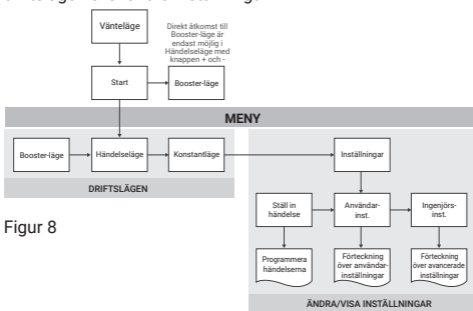 Vänteläge
Direkt åtkomst till
Booster-läge är
endast möjlig i
Händelseläge med
knappen + och -
Start
Booster-läge
MENY
Booster-läge
Händelseläge
Konstantläge
Inställningar
DRIFTSLÄGEN
Ställ in
händelse
Användar-
inst.
Ingenjörs-
inst.
Figur 8
Programmera
händelserna
Förteckning
över användar-
inställningar
Förteckning
över avancerade
inställningar
ÄNDRA/VISA INSTÄLLNINGAR